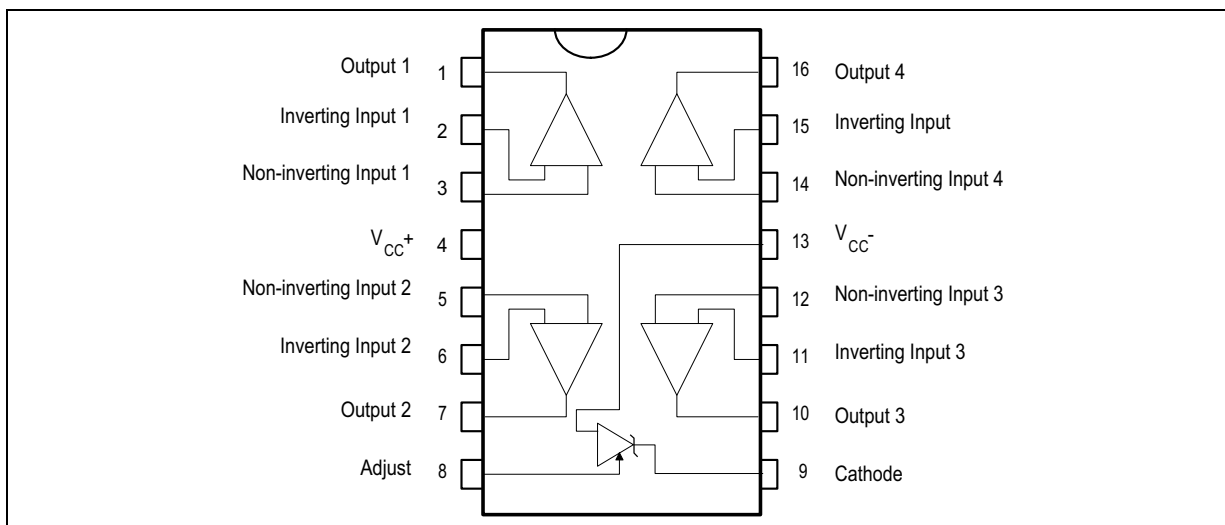 Output 1 1
Inverting Input 1 2
Non-inverting Input 1 3
VCC+ 4
Non-inverting Input 2 5
Inverting Input 2 6
Output 2 7
Adjust 8
16 Output 4
15 Inverting Input
14 Non-inverting Input 4
13 VCC-
12 Non-inverting Input 3
11 Inverting Input 3
10 Output 3
9 Cathode